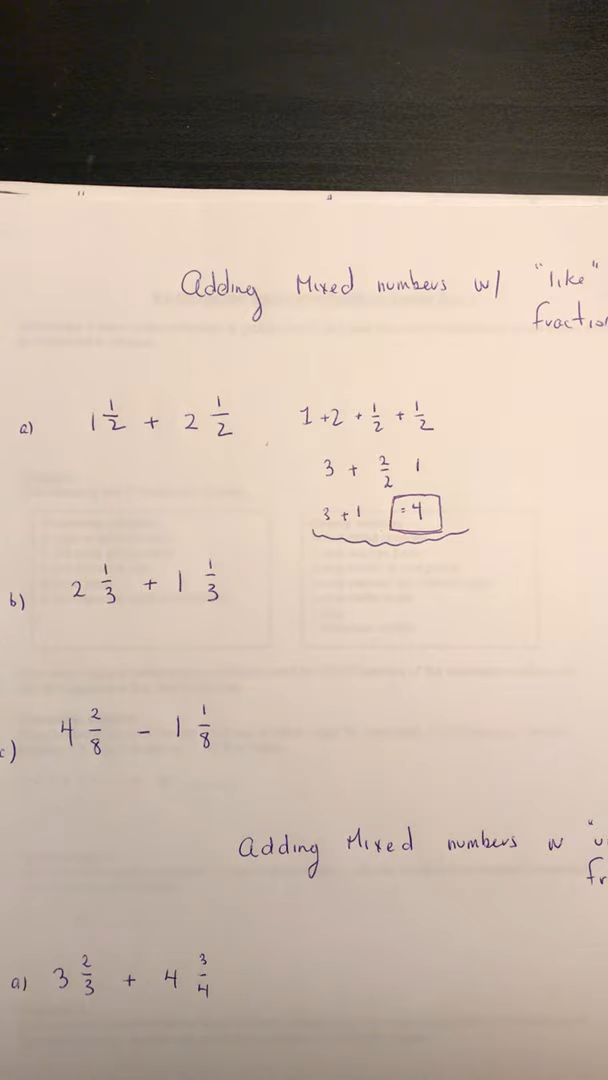 Adding Mixed numbers w/ "like"
fraction
a) 1 1/2 + 2 1/2
1+2 + 1/2 + 1/2
3 + 2/2 1
3+1 = 4
b) 2 1/3 + 1 1/3
c) 4 2/8 - 1 1/8
Adding Mixed numbers w
a) 3 2/3 + 4 3/4